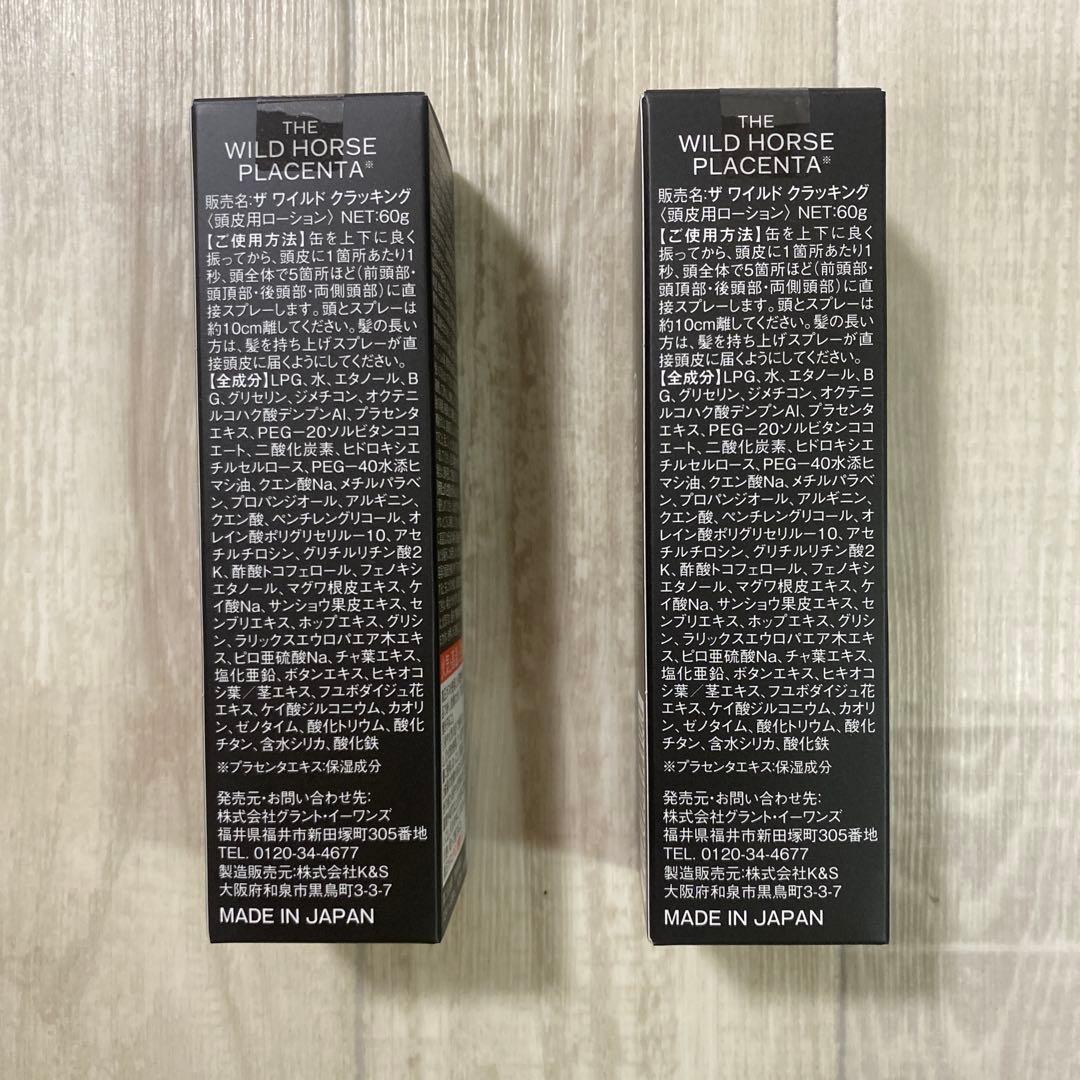 THE
WILD HORSE
PLACENTA※
販売名:ザ ワイルド クラッキング
〈頭皮用ローション〉 NET:60g
【ご使用方法】缶を上下に良く
振ってから、頭皮に1箇所あたり1
秒、頭全体で5箇所ほど(前頭部・
頭頂部・後頭部・両側頭部)に直
接スプレーします。頭とスプレーは
約10cm離してください。髪の長い
方は、髪を持ち上げスプレーが直
接頭皮に届くようにしてください。
【全成分】LPG、水、エタノール、B
G、グリセリン、ジメチコン、オクテニ
ルコハク酸デンプンAl、プラセンタ
エキス、PEG－20ソルビタンココ
エート、二酸化炭素、ヒドロキシエ
チルセルロース、PEG－40水添ヒ
マシ油、クエン酸Na、メチルパラベ
ン、プロパンジオール、アルギニン、
クエン酸、ペンチレングリコール、オ
レイン酸ポリグリセリル－10、アセ
チルチロシン、グリチルリチン酸2
K、酢酸トコフェロール、フェノキシ
エタノール、マグワ根皮エキス、ケ
イ酸Na、サンショウ果皮エキス、セ
ンブリエキス、ホップエキス、グリシ
ン、ラリックスエウロパエア木エキ
ス、ピロ亜硫酸Na、チャ葉エキス、
塩化亜鉛、ボタンエキス、ヒキオコ
シ葉／茎エキス、フユボダイジュ花
エキス、ケイ酸ジルコニウム、カオリ
ン、ゼノタイム、酸化トリウム、酸化
チタン、含水シリカ、酸化鉄
※プラセンタエキス:保湿成分
発売元・お問い合わせ先:
株式会社グラント・イーワンズ
福井県福井市新田塚町305番地
TEL. 0120-34-4677
製造販売元:株式会社K&S
大阪府和泉市黒鳥町3-3-7
MADE IN JAPAN
THE
WILD HORSE
PLACENTA※
販売名:ザ ワイルド クラッキング
〈頭皮用ローション〉 NET:60g
【ご使用方法】缶を上下に良く
振ってから、頭皮に1箇所あたり1
秒、頭全体で5箇所ほど(前頭部・
頭頂部・後頭部・両側頭部)に直
接スプレーします。頭とスプレーは
約10cm離してください。髪の長い
方は、髪を持ち上げスプレーが直
接頭皮に届くようにしてください。
【全成分】LPG、水、エタノール、B
G、グリセリン、ジメチコン、オクテニ
ルコハク酸デンプンAl、プラセンタ
エキス、PEG－20ソルビタンココ
エート、二酸化炭素、ヒドロキシエ
チルセルロース、PEG－40水添ヒ
マシ油、クエン酸Na、メチルパラベ
ン、プロパンジオール、アルギニン、
クエン酸、ペンチレングリコール、オ
レイン酸ポリグリセリル－10、アセ
チルチロシン、グリチルリチン酸2
K、酢酸トコフェロール、フェノキシ
エタノール、マグワ根皮エキス、ケ
イ酸Na、サンショウ果皮エキス、セ
ンブリエキス、ホップエキス、グリシ
ン、ラリックスエウロパエア木エキ
ス、ピロ亜硫酸Na、チャ葉エキス、
塩化亜鉛、ボタンエキス、ヒキオコ
シ葉／茎エキス、フユボダイジュ花
エキス、ケイ酸ジルコニウム、カオリ
ン、ゼノタイム、酸化トリウム、酸化
チタン、含水シリカ、酸化鉄
※プラセンタエキス:保湿成分
発売元・お問い合わせ先:
株式会社グラント・イーワンズ
福井県福井市新田塚町305番地
TEL. 0120-34-4677
製造販売元:株式会社K&S
大阪府和泉市黒鳥町3-3-7
MADE IN JAPAN